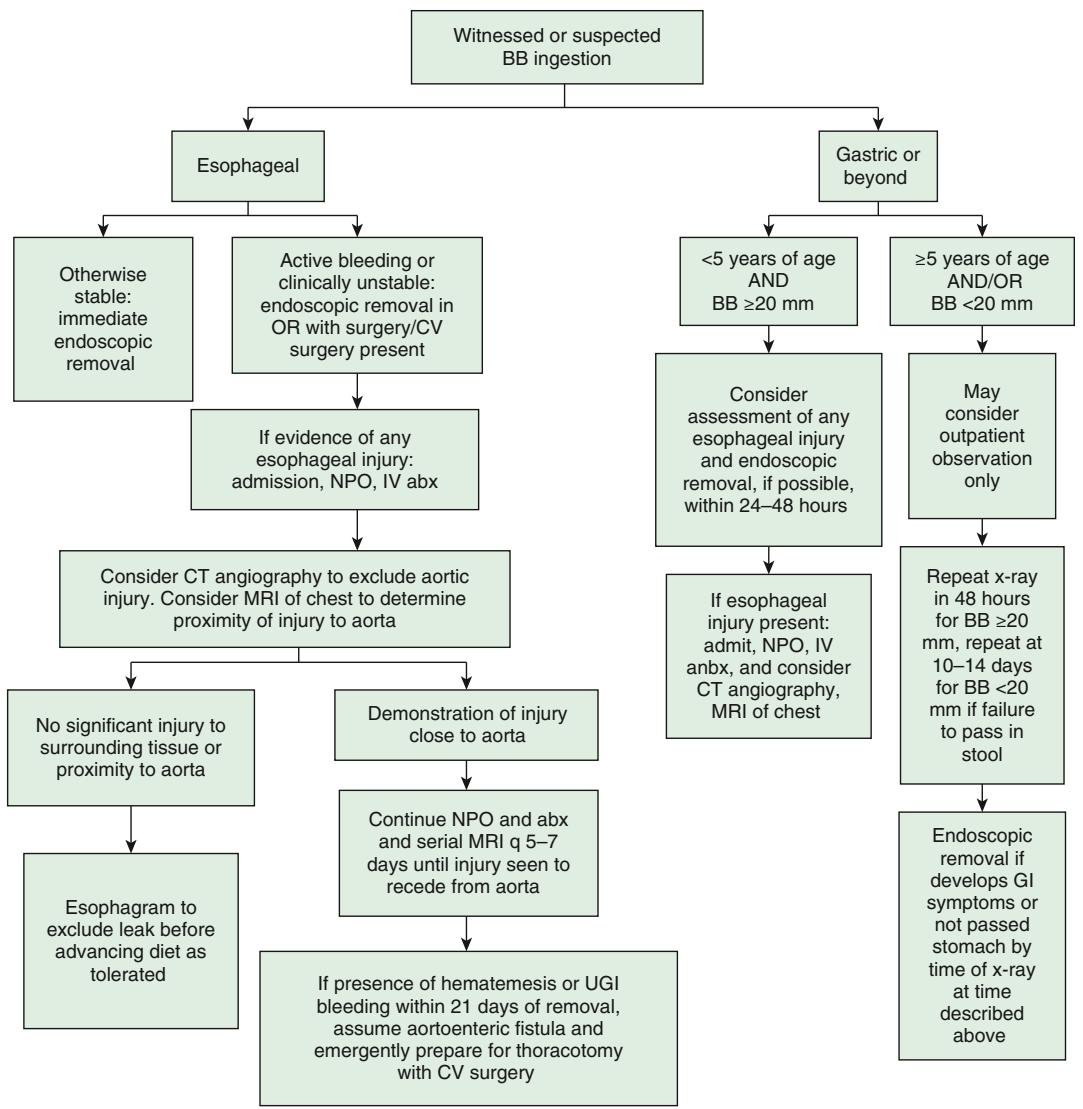 Witnessed or suspected
BB ingestion
Esophageal
Gastric or
beyond
Otherwise
stable:
immediate
endoscopic
removal
Active bleeding or
clinically unstable:
endoscopic removal in
OR with surgery/CV
surgery present
<5 years of age
AND
BB ≥20 mm
≥5 years of age
AND/OR
BB <20 mm
If evidence of any
esophageal injury:
admission, NPO, IV abx
Consider
assessment of any
esophageal injury
and endoscopic
removal, if possible,
within 24–48 hours
May
consider
outpatient
observation
only
Consider CT angiography to exclude aortic
injury. Consider MRI of chest to determine
proximity of injury to aorta
If esophageal
injury present:
admit, NPO, IV
anbx, and consider
CT angiography,
MRI of chest
Repeat x-ray
in 48 hours
for BB ≥20
mm, repeat at
10–14 days
for BB <20
mm if failure
to pass in
stool
No significant injury to
surrounding tissue or
proximity to aorta
Demonstration of injury
close to aorta
Continue NPO and abx
and serial MRI q 5–7
days until injury seen to
recede from aorta
Esophagram to
exclude leak before
advancing diet as
tolerated
If presence of hematemesis or UGI
bleeding within 21 days of removal,
assume aortoenteric fistula and
emergently prepare for thoracotomy
with CV surgery
Endoscopic
removal if
develops GI
symptoms or
not passed
stomach by
time of x-ray
at time
described
above